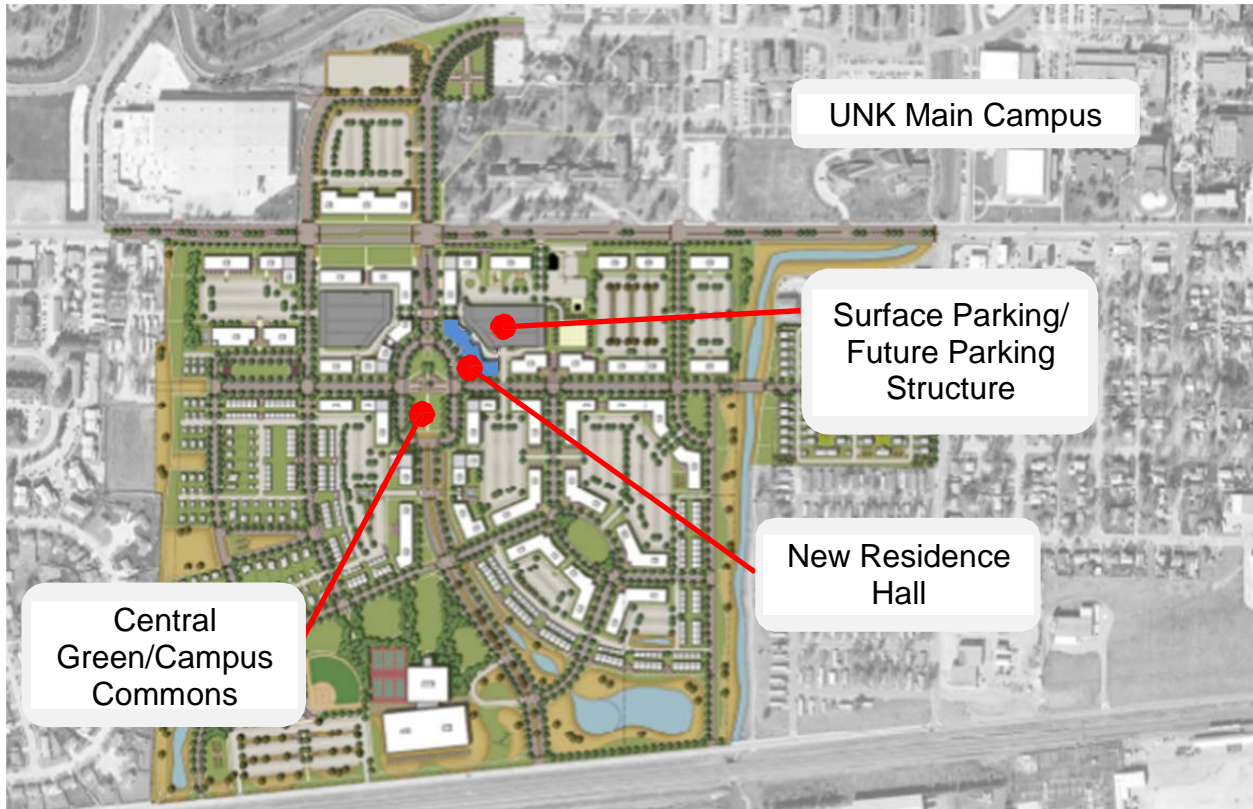 UNK Main Campus
Surface Parking/
Future Parking
Structure
New Residence
Hall
Central
Green/Campus
Commons